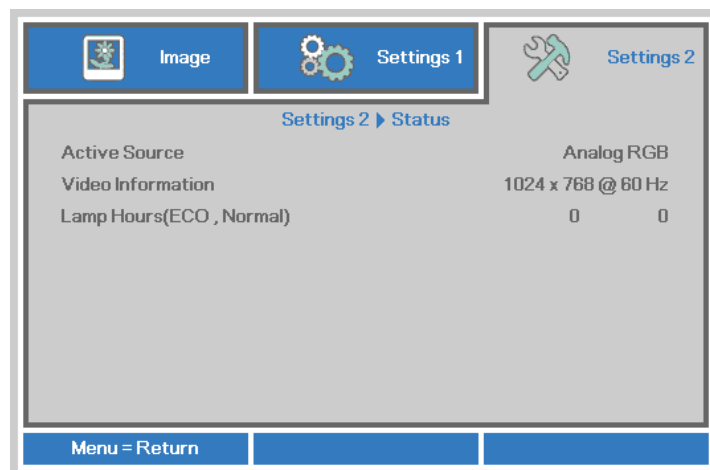 Image
Settings 1
Settings 2
Settings 2 ▶ Status
Active Source Analog RGB
Video Information 1024 x 768 @ 60 Hz
Lamp Hours(ECO , Normal) 0 0
Menu = Return